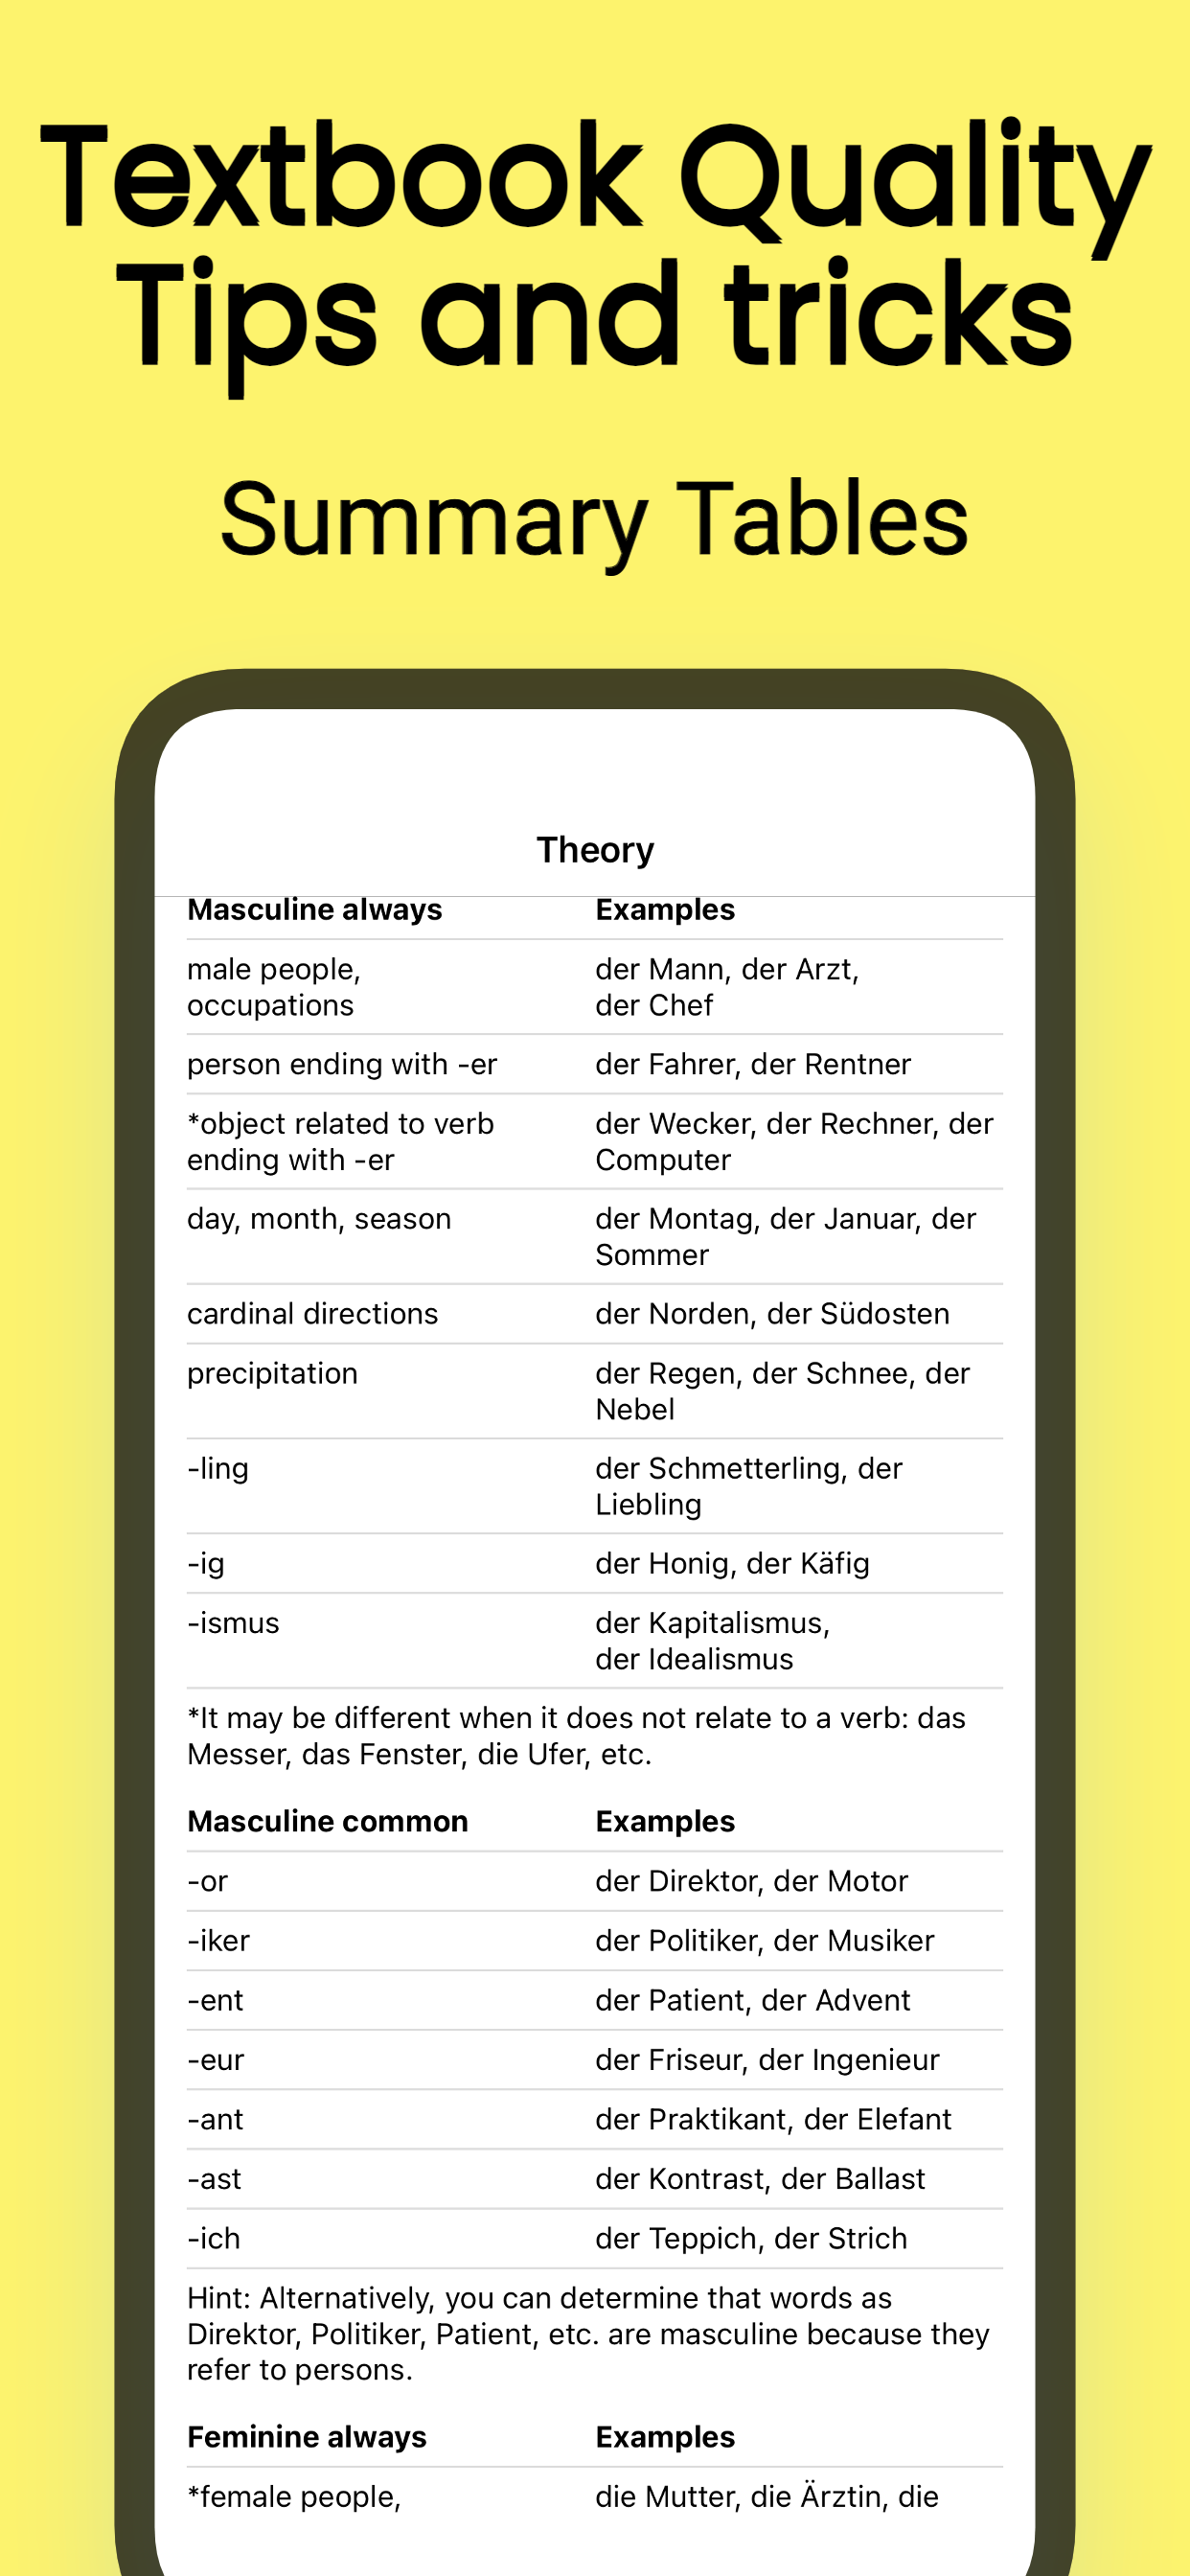 Textbook Quality
Tips and tricks
Summary Tables
Theory
Masculine always Examples
male people, der Mann, der Arzt,
occupations der Chef
person ending with -er der Fahrer, der Rentner
*object related to verb der Wecker, der Rechner, der
ending with -er Computer
day, month, season der Montag, der Januar, der
Sommer
cardinal directions der Norden, der Südosten
precipitation der Regen, der Schnee, der
Nebel
-ling der Schmetterling, der
Liebling
-ig der Honig, der Käfig
-ismus der Kapitalismus,
der Idealismus
*It may be different when it does not relate to a verb: das
Messer, das Fenster, die Ufer, etc.
Masculine common Examples
-or der Direktor, der Motor
-iker der Politiker, der Musiker
-ent der Patient, der Advent
-eur der Friseur, der Ingenieur
-ant der Praktikant, der Elefant
-ast der Kontrast, der Ballast
-ich der Teppich, der Strich
Hint: Alternatively, you can determine that words as
Direktor, Politiker, Patient, etc. are masculine because they
refer to persons.
Feminine always Examples
*female people, die Mutter, die Ärztin, die